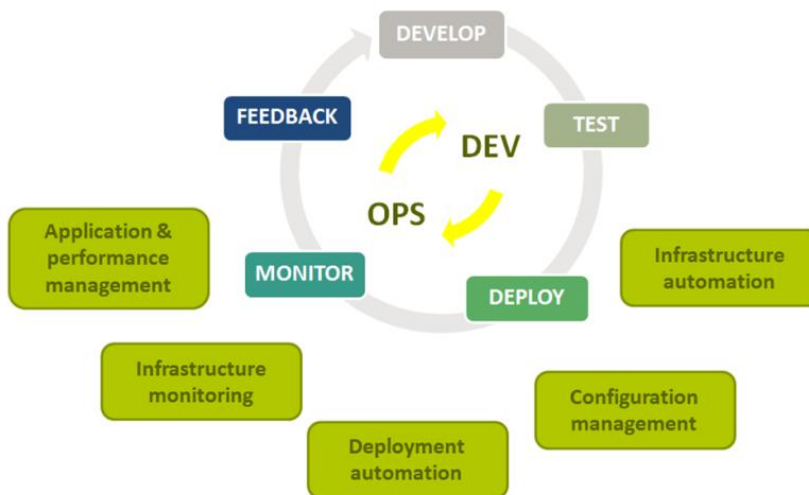 DEVELOP
FEEDBACK
TEST
DEV
OPS
Application &
performance
management
MONITOR
DEPLOY
Infrastructure
automation
Infrastructure
monitoring
Configuration
management
Deployment
automation